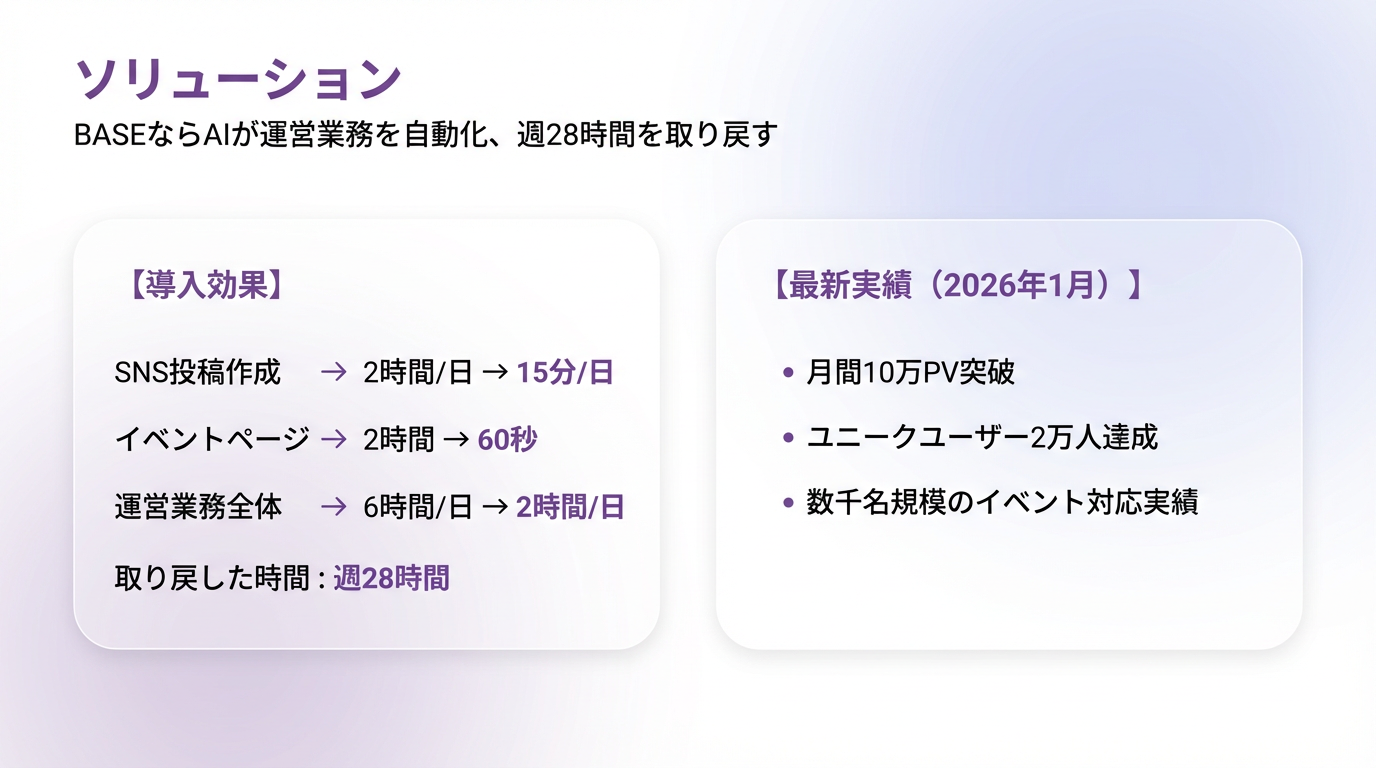 ソリューション
BASEならAIが運営業務を自動化、週28時間を取り戻す
【導入効果】
SNS投稿作成 → 2時間/日 → 15分/日
イベントページ → 2時間 → 60秒
運営業務全体 → 6時間/日 → 2時間/日
取り戻した時間 : 週28時間
【最新実績（2026年1月）】
• 月間10万PV突破
• ユニークユーザー2万人達成
• 数千名規模のイベント対応実績